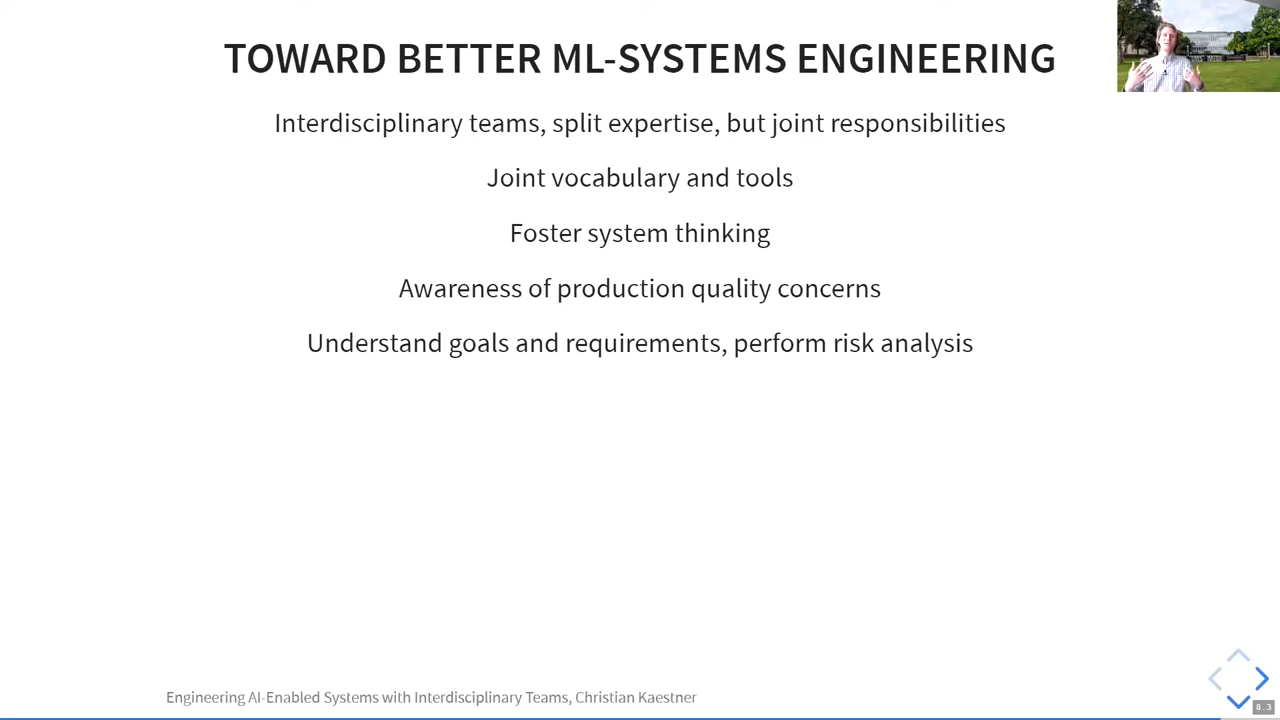 TOWARD BETTER ML-SYSTEMS ENGINEERING
Interdisciplinary teams, split expertise, but joint responsibilities
Joint vocabulary and tools
Foster system thinking
Awareness of production quality concerns
Understand goals and requirements, perform risk analysis
Engineering AI-Enabled Systems with Interdisciplinary Teams, Christian Kaestner
8.3